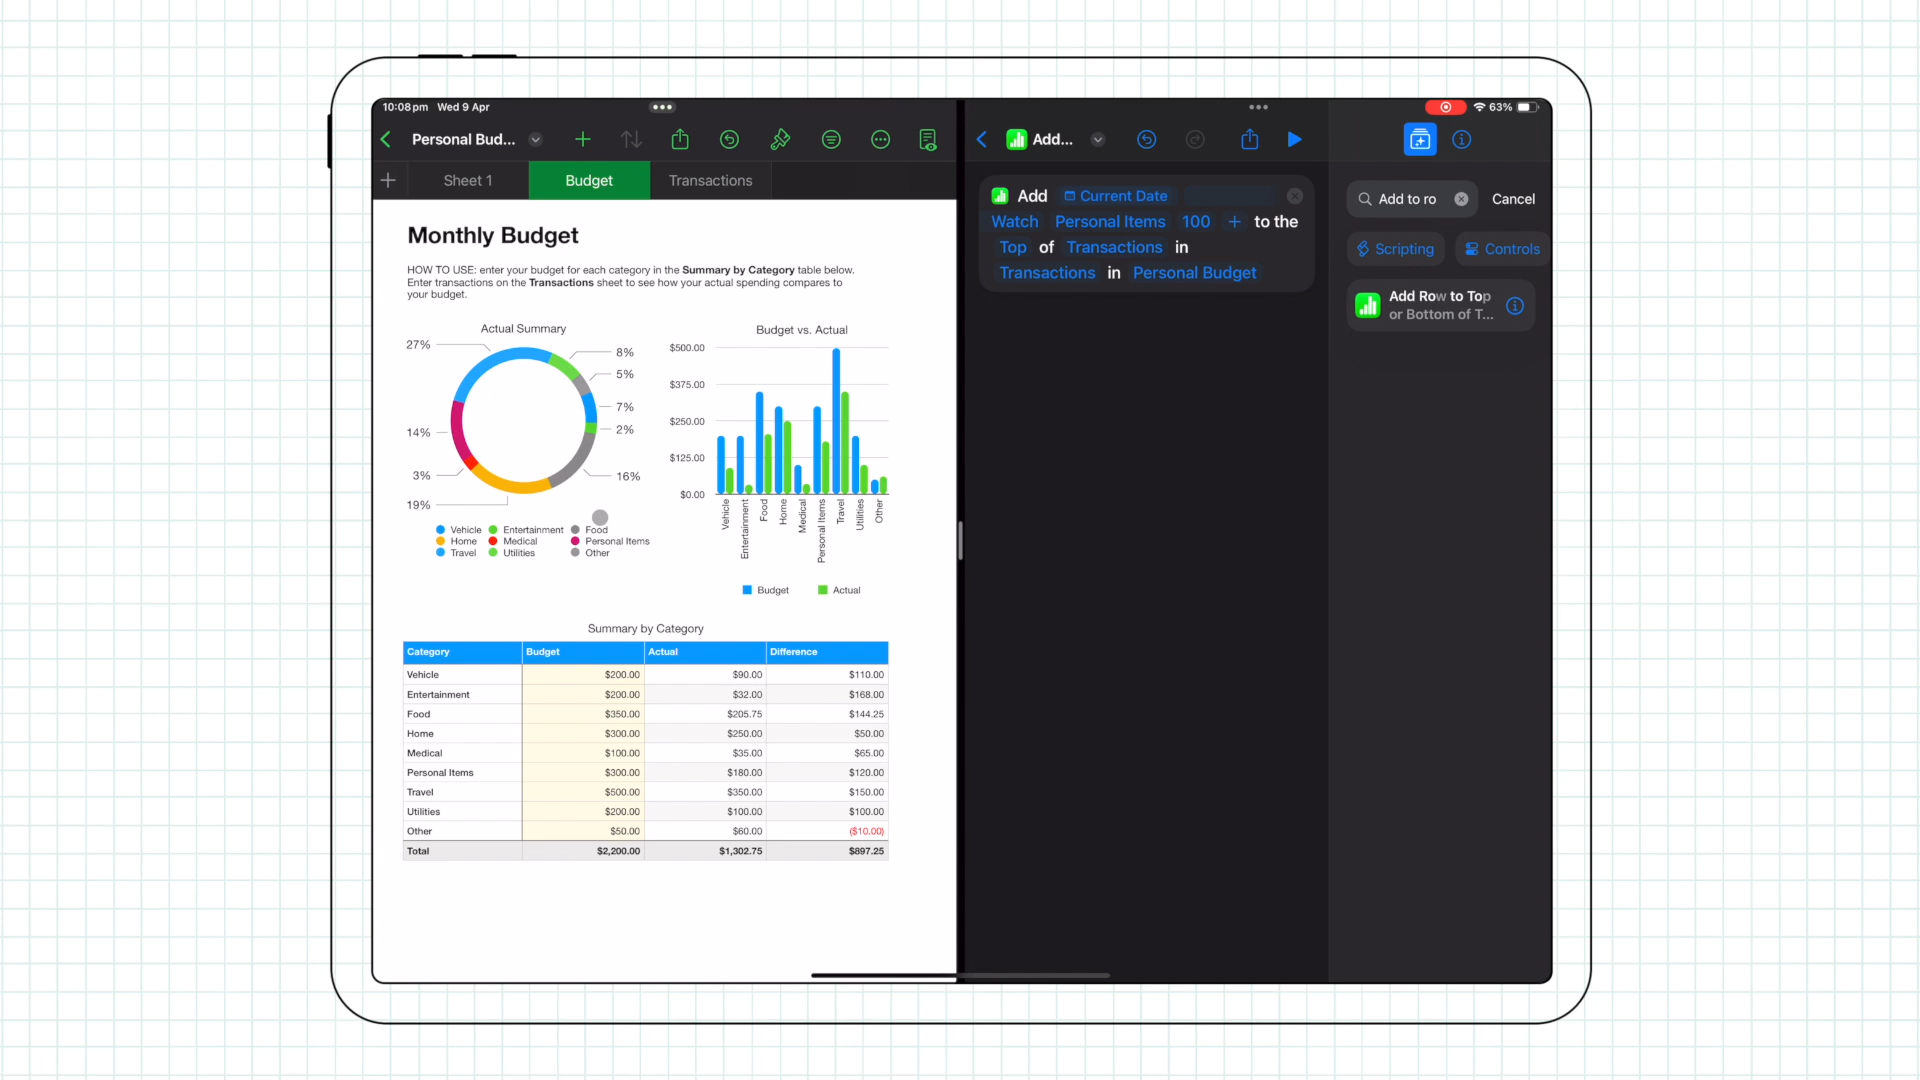 10:08 pm Wed 9 Apr
63%
Personal Bud...
Sheet 1
Budget
Transactions
Monthly Budget
HOW TO USE: enter your budget for each category in the Summary by Category table below.
Enter transactions on the Transactions sheet to see how your actual spending compares to
your budget.
Actual Summary
27%
8%
5%
7%
14%
2%
3%
16%
19%
Vehicle Entertainment Food
Home Medical Personal Items
Travel Utilities Other
Budget vs. Actual
$500.00
$375.00
$250.00
$125.00
$0.00
Vehicle
Entertainment
Food
Home
Medical
Personal Items
Travel
Utilities
Other
Budget Actual
Summary by Category
Category Budget Actual Difference
Vehicle $200.00 $90.00 $110.00
Entertainment $200.00 $32.00 $168.00
Food $350.00 $205.75 $144.25
Home $300.00 $250.00 $50.00
Medical $100.00 $35.00 $65.00
Personal Items $300.00 $180.00 $120.00
Travel $500.00 $350.00 $150.00
Utilities $200.00 $100.00 $100.00
Other $50.00 $60.00 ($10.00)
Total $2,200.00 $1,302.75 $897.25
Add...
Add Current Date
Watch Personal Items 100 + to the
Top of Transactions in
Transactions in Personal Budget
Add to ro
Cancel
Scripting
Controls
Add Row to Top
or Bottom of T...